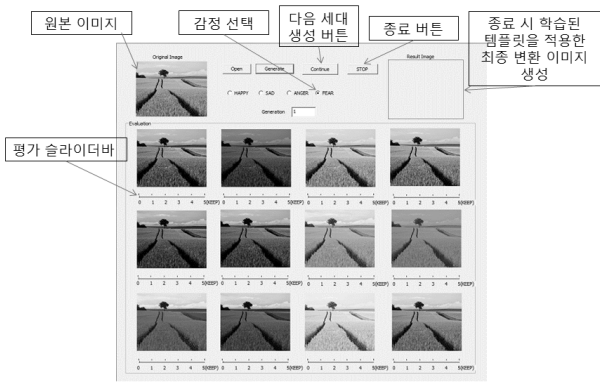 원본 이미지
감정 선택
다음 세대
생성 버튼
종료 버튼
종료 시 학습된
템플릿을 적용한
최종 변환 이미지
생성
Original Image
Open
Generate
Continue
STOP
Result Image
HAPPY
SAD
ANGER
FEAR
Generation
1
Evaluation
평가 슬라이더바
0 1 2 3 4 5(KEEP)
0 1 2 3 4 5(KEEP)
0 1 2 3 4 5(KEEP)
0 1 2 3 4 5(KEEP)
0 1 2 3 4 5(KEEP)
0 1 2 3 4 5(KEEP)
0 1 2 3 4 5(KEEP)
0 1 2 3 4 5(KEEP)
0 1 2 3 4 5(KEEP)
0 1 2 3 4 5(KEEP)
0 1 2 3 4 5(KEEP)
0 1 2 3 4 5(KEEP)